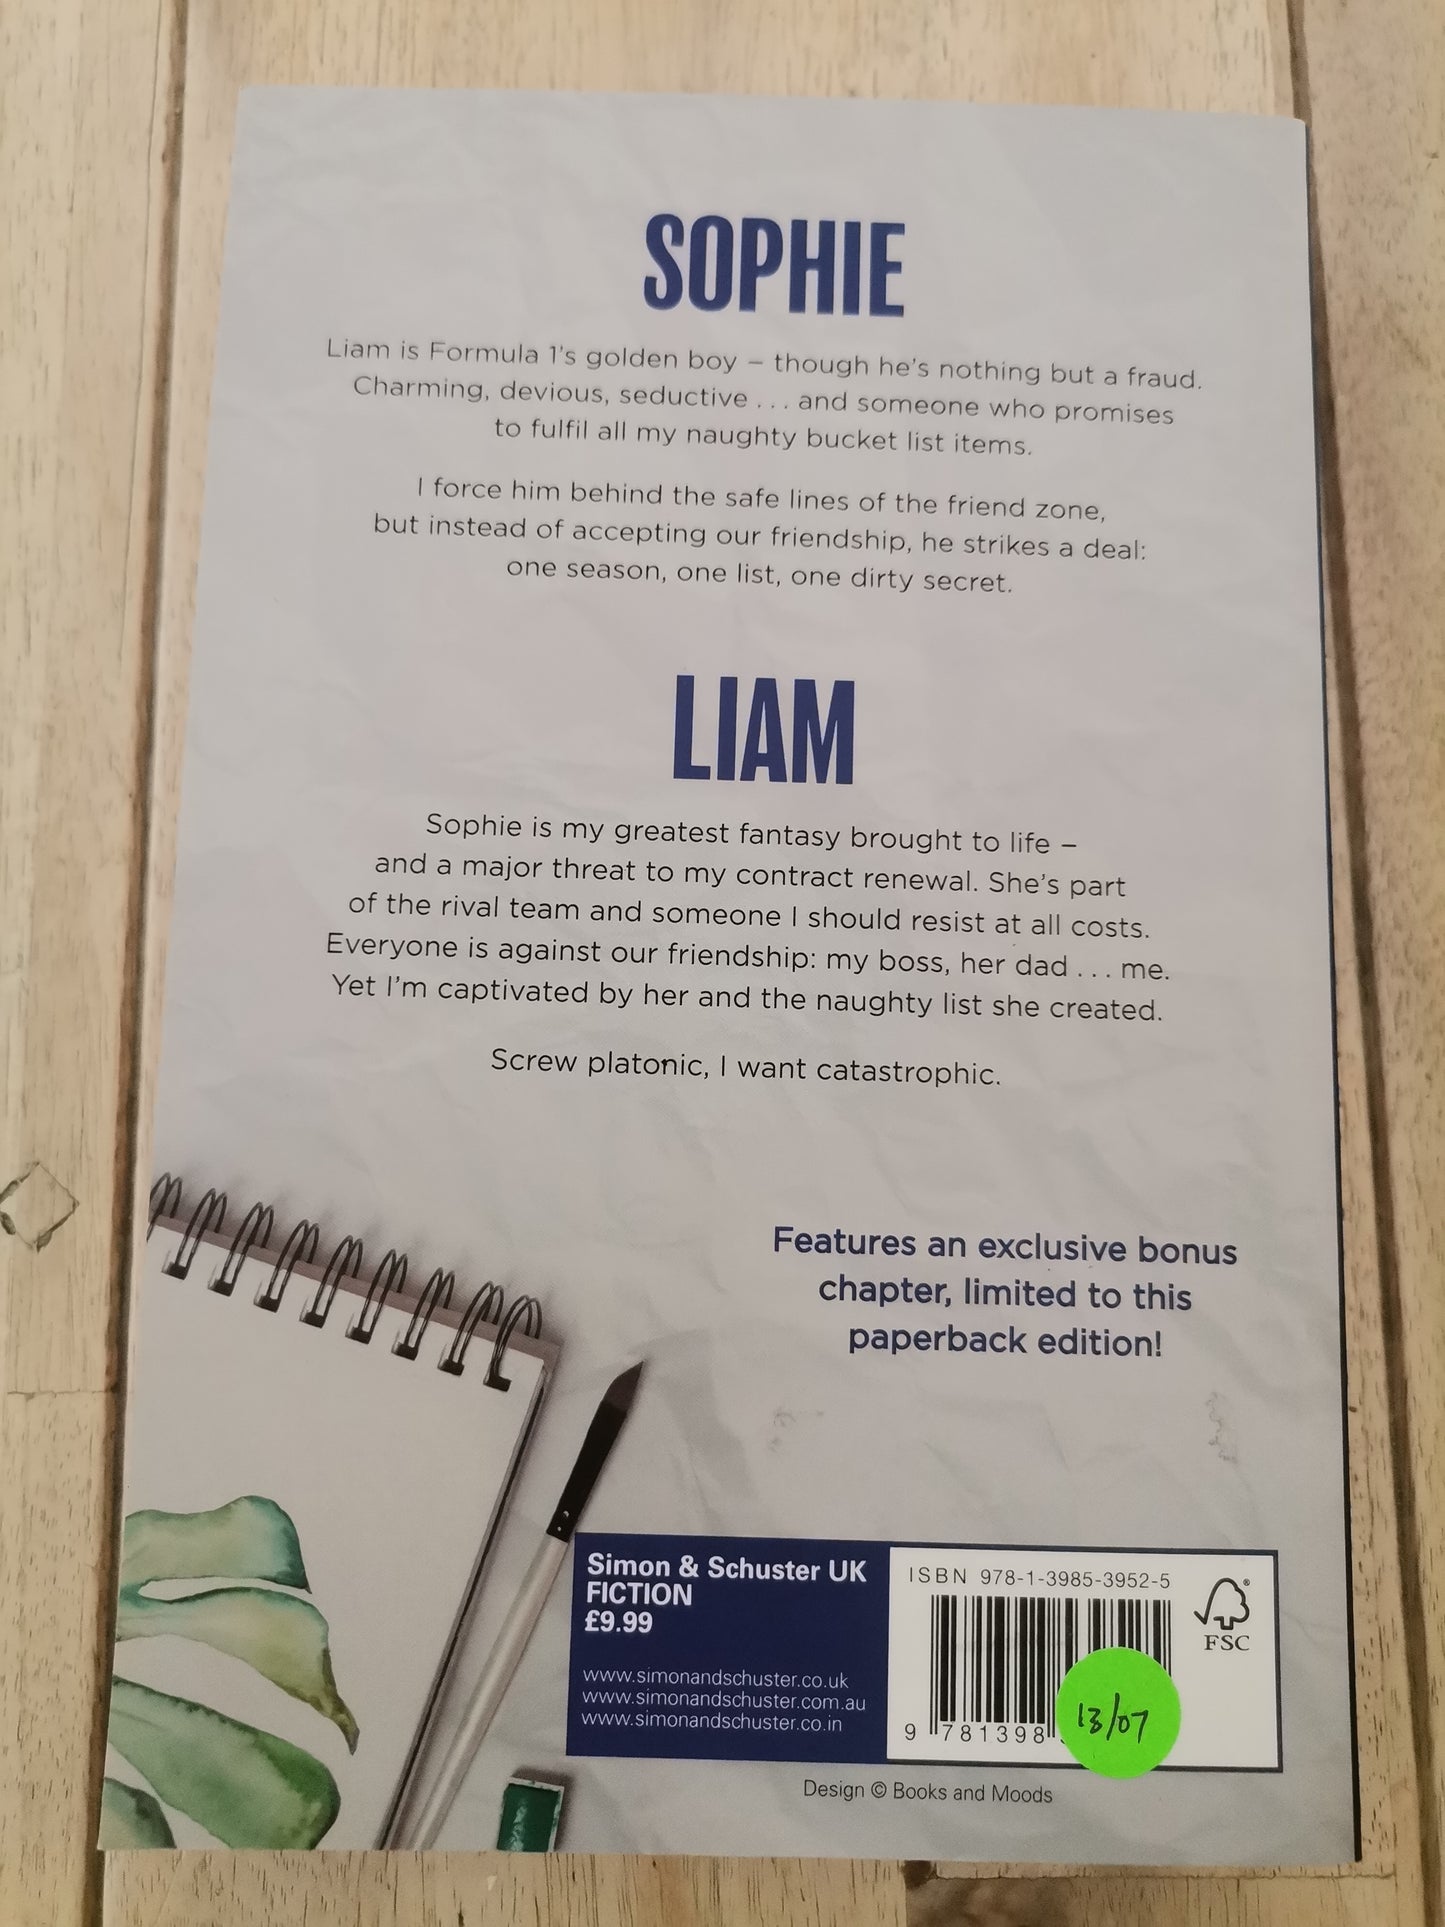 SOPHIE
Liam is Formula 1's golden boy – though he's nothing but a fraud.
Charming, devious, seductive . . . and someone who promises
to fulfil all my naughty bucket list items.
I force him behind the safe lines of the friend zone,
but instead of accepting our friendship, he strikes a deal:
one season, one list, one dirty secret.
LIAM
Sophie is my greatest fantasy brought to life –
and a major threat to my contract renewal. She's part
of the rival team and someone I should resist at all costs.
Everyone is against our friendship: my boss, her dad . . . me.
Yet I'm captivated by her and the naughty list she created.
Screw platonic, I want catastrophic.
Features an exclusive bonus
chapter, limited to this
paperback edition!
Simon & Schuster UK
FICTION
£9.99
www.simonandschuster.co.uk
www.simonandschuster.com.au
www.simonandschuster.co.in
ISBN 978-1-3985-3952-5
FSC
9 781398
13/07
Design © Books and Moods